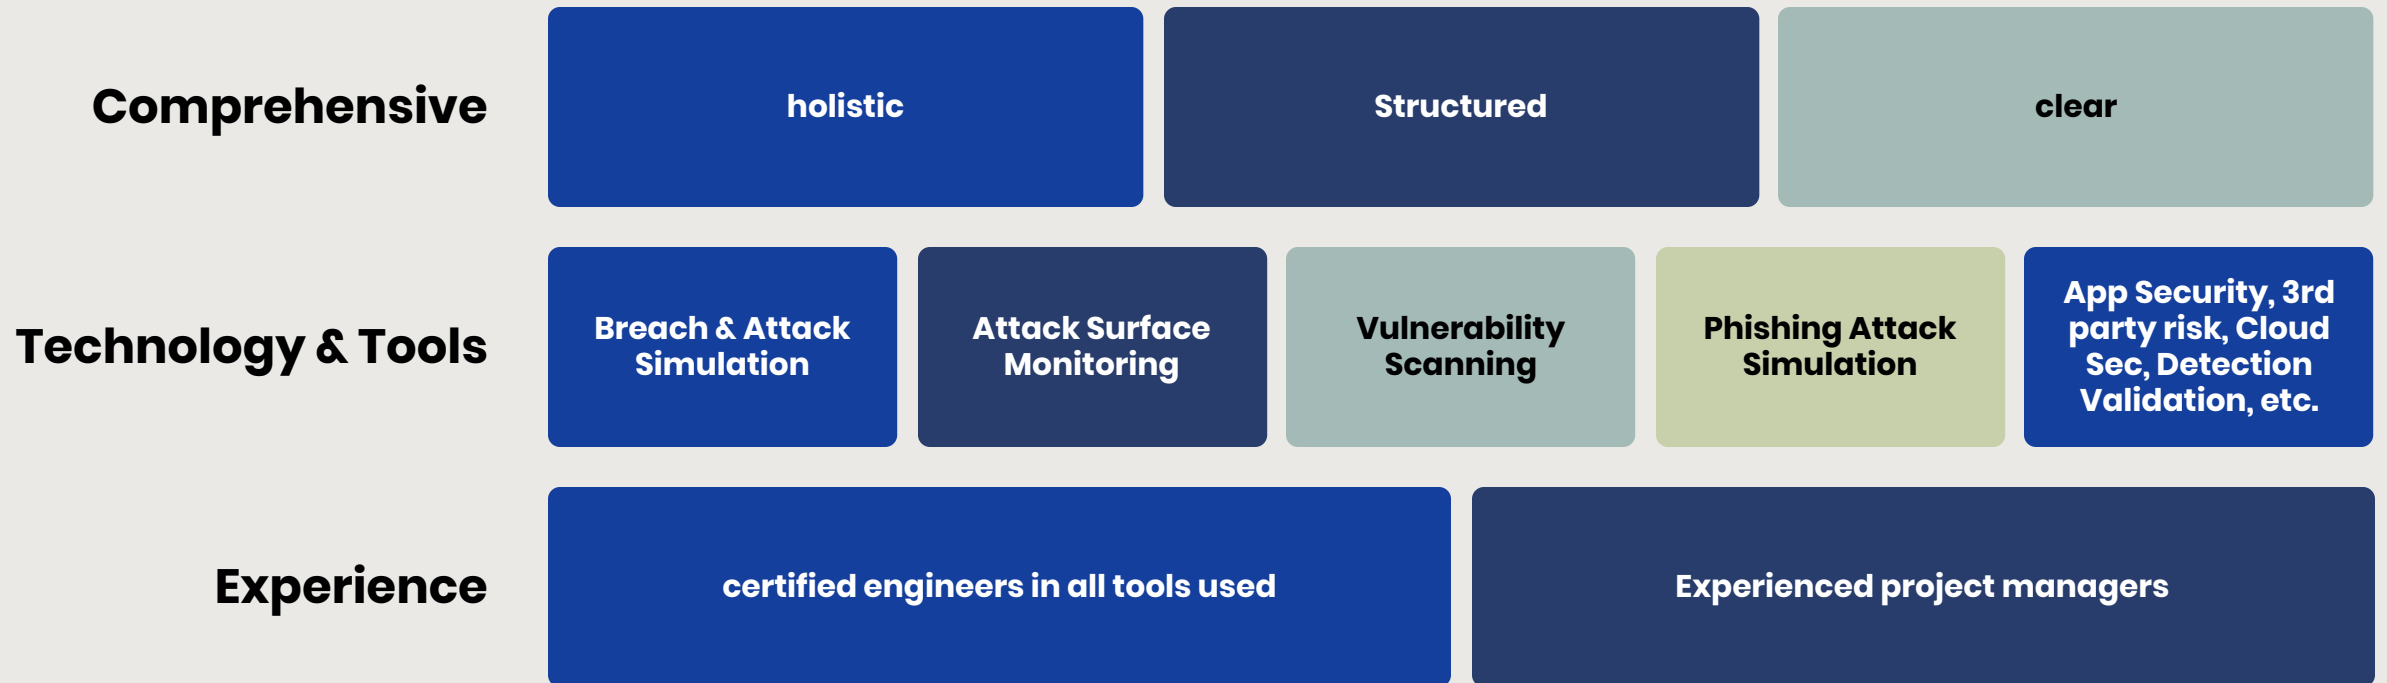 Comprehensive
holistic
Structured
clear
Technology & Tools
Breach & Attack
Simulation
Attack Surface
Monitoring
Vulnerability
Scanning
Phishing Attack
Simulation
App Security, 3rd
party risk, Cloud
Sec, Detection
Validation, etc.
Experience
certified engineers in all tools used
Experienced project managers